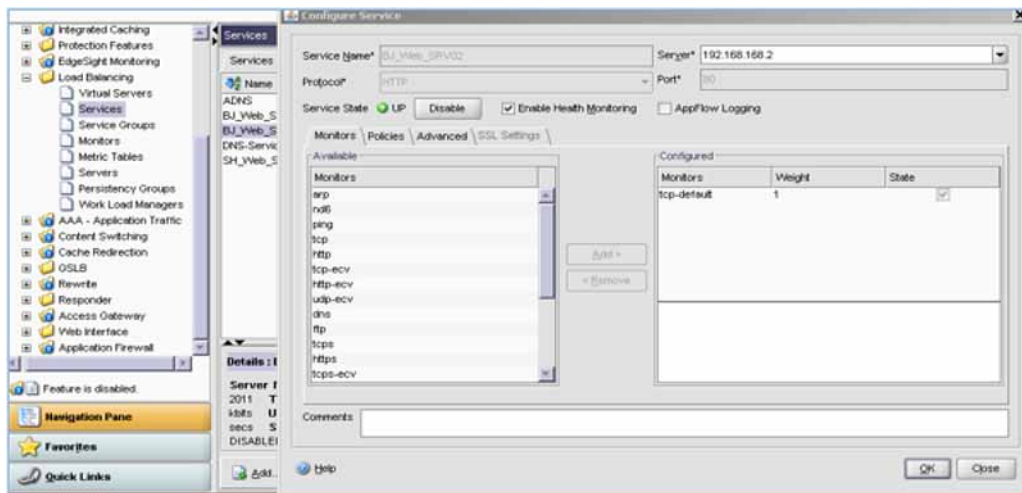 Integrated Caching
Protection Features
EdgeSight Monitoring
Load Balancing
Virtual Servers
Services
Service Groups
Monitors
Metric Tables
Servers
Persistency Groups
Work Load Managers
AAA - Application Traffic
Content Switching
Cache Redirection
GSLB
Rewrite
Responder
Access Gateway
Web Interface
Application Firewall
Feature is disabled.
Navigation Pane
Favorites
Quick Links
Services
Services
Name
ADNS
BJ_Web_S
BJ_Web_S
DNS-Servic
SH_Web_S
Details :
Server
2011 T
kbits U
secs S
DISABLE
Add..
Configure Service
Service Name* BJ_Web_SRV02
Server* 192.168.168.2
Protocol* HTTP
Port* 80
Service State UP Disable Enable Health Monitoring AppFlow Logging
Monitors Policies Advanced SSL Settings
Available
Monitors
arp
nd6
ping
tcp
http
tcp-ecv
http-ecv
udp-ecv
dns
ftp
tcps
https
tcps-ecv
Add >
< Remove
Configured
Monitors Weight State
tcp-default 1
Comments
Help
OK Close